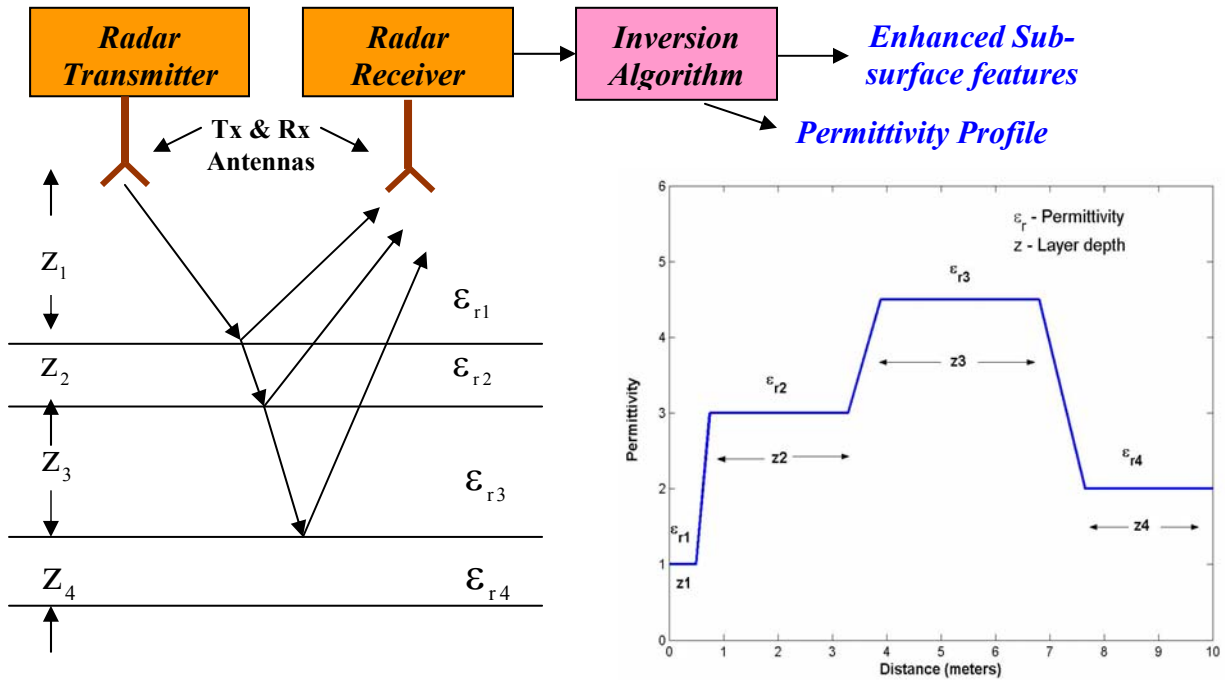 Radar
Transmitter
Radar
Receiver
Inversion
Algorithm
Enhanced Sub-
surface features
Permittivity Profile
Tx & Rx
Antennas
z₁
εᵣ₁
z₂
εᵣ₂
z₃
εᵣ₃
z₄
εᵣ₄
6
5
4
3
2
1
0
Permittivity
εᵣ - Permittivity
z - Layer depth
εᵣ₃
z3
εᵣ₂
z2
εᵣ₄
z4
εᵣ₁
z1
0 1 2 3 4 5 6 7 8 9 10
Distance (meters)